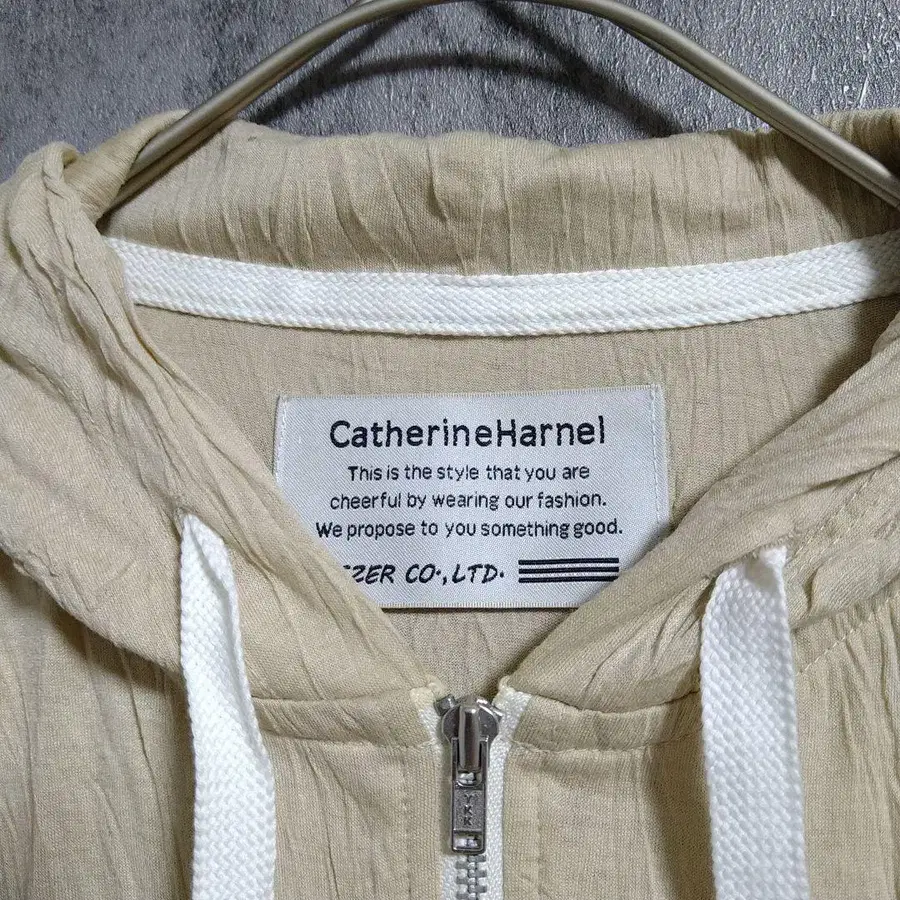 CatherineHarnel
This is the style that you are
cheerful by wearing our fashion.
We propose to you something good.
CO.,LTD.
YKK